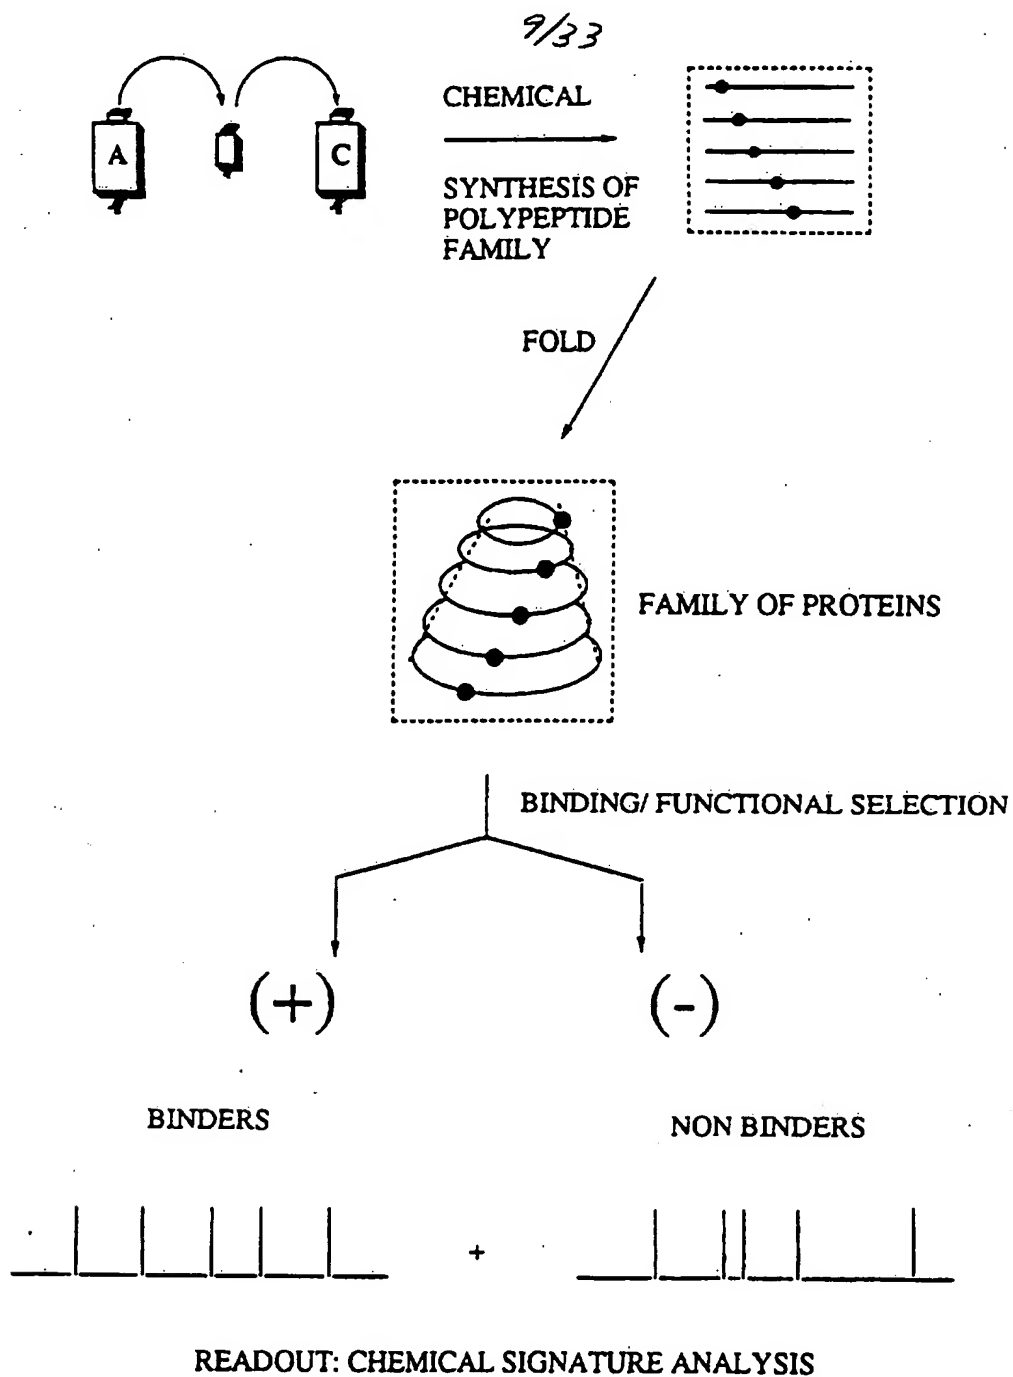 9/33
A
C
CHEMICAL
SYNTHESIS OF
POLYPEPTIDE
FAMILY
FOLD
FAMILY OF PROTEINS
BINDING/ FUNCTIONAL SELECTION
(+)
(-)
BINDERS
NON BINDERS
+
READOUT: CHEMICAL SIGNATURE ANALYSIS